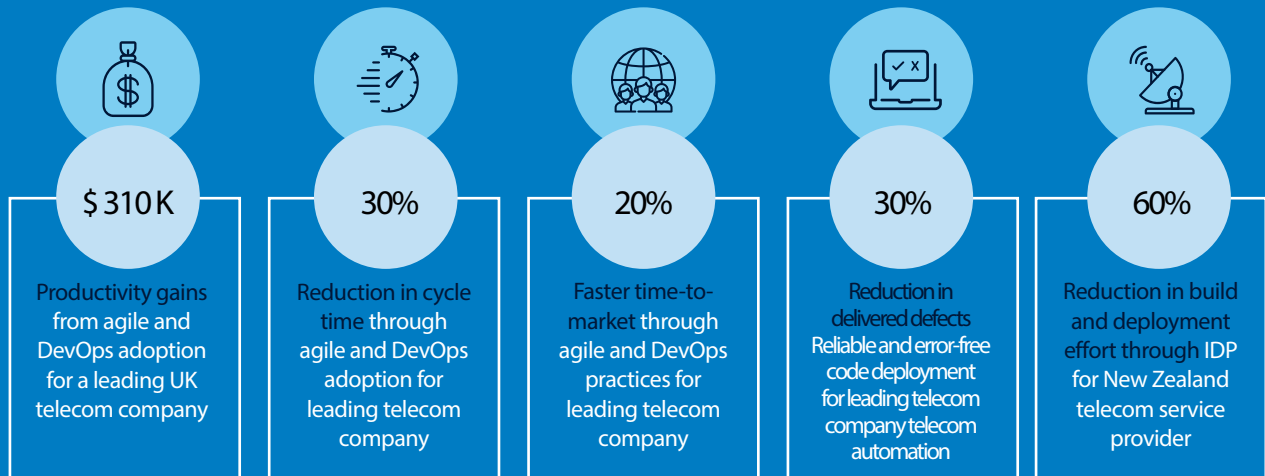 $
✓ x
$ 310 K
30%
20%
30%
60%
Productivity gains
from agile and
DevOps adoption
for a leading UK
telecom company
Reduction in cycle
time through
agile and DevOps
adoption for
leading telecom
company
Faster time-to-
market through
agile and DevOps
practices for
leading telecom
company
Reduction in
delivered defects
Reliable and error-free
code deployment
for leading telecom
company telecom
automation
Reduction in build
and deployment
effort through IDP
for New Zealand
telecom service
provider